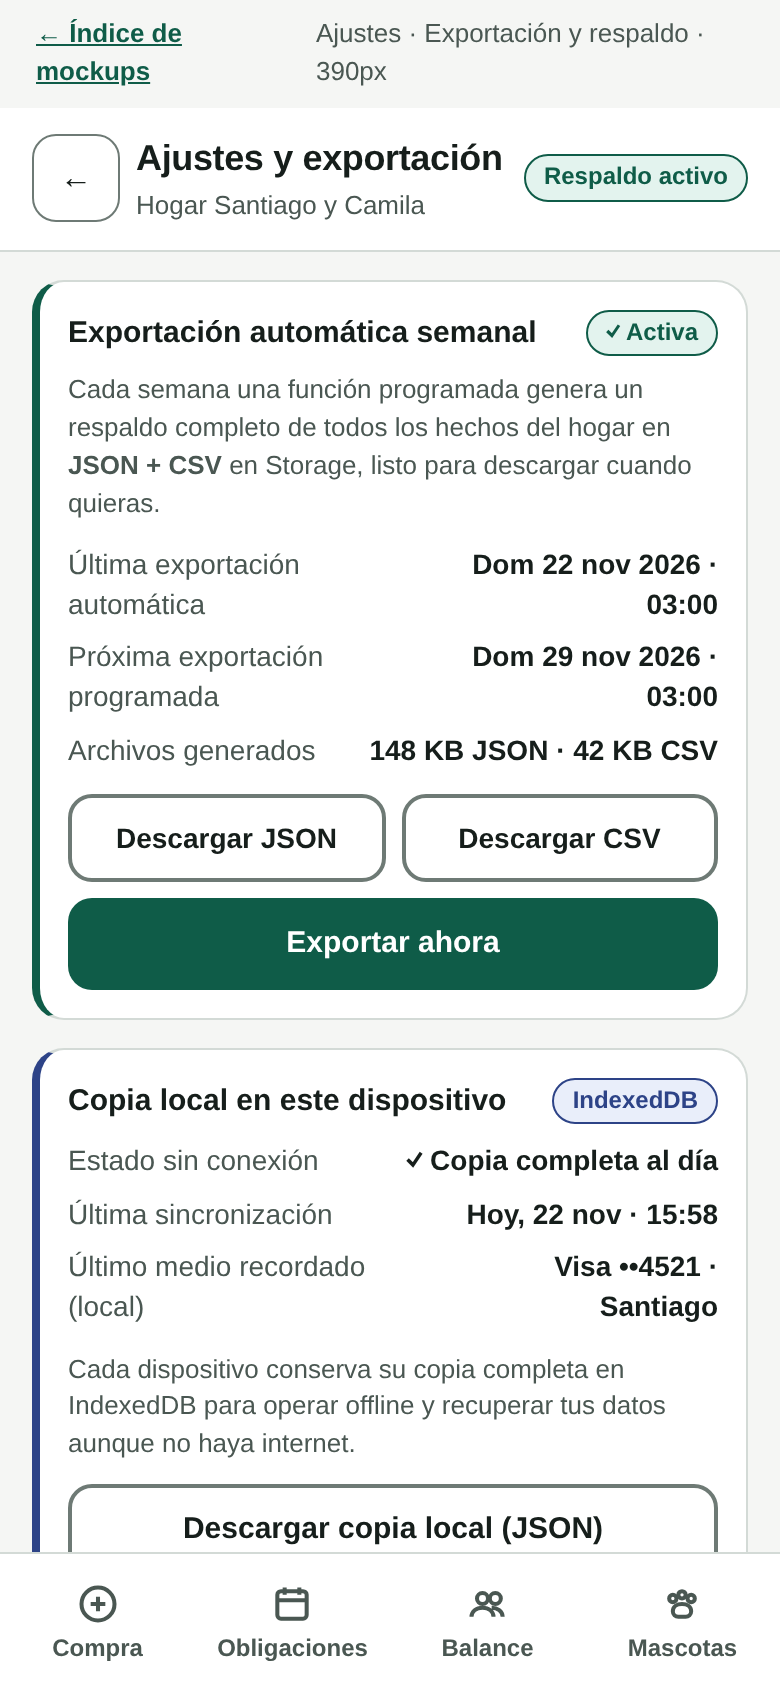 ← Índice de
mockups
Ajustes · Exportación y respaldo ·
390px
←
Ajustes y exportación
Hogar Santiago y Camila
Respaldo activo
Exportación automática semanal
✓ Activa
Cada semana una función programada genera un
respaldo completo de todos los hechos del hogar en
JSON + CSV en Storage, listo para descargar cuando
quieras.
Última exportación
automática
Dom 22 nov 2026 ·
03:00
Próxima exportación
programada
Dom 29 nov 2026 ·
03:00
Archivos generados
148 KB JSON · 42 KB CSV
Descargar JSON
Descargar CSV
Exportar ahora
Copia local en este dispositivo
IndexedDB
Estado sin conexión
✓ Copia completa al día
Última sincronización
Hoy, 22 nov · 15:58
Último medio recordado
(local)
Visa ••4521 ·
Santiago
Cada dispositivo conserva su copia completa en
IndexedDB para operar offline y recuperar tus datos
aunque no haya internet.
Descargar copia local (JSON)
Compra
Obligaciones
Balance
Mascotas